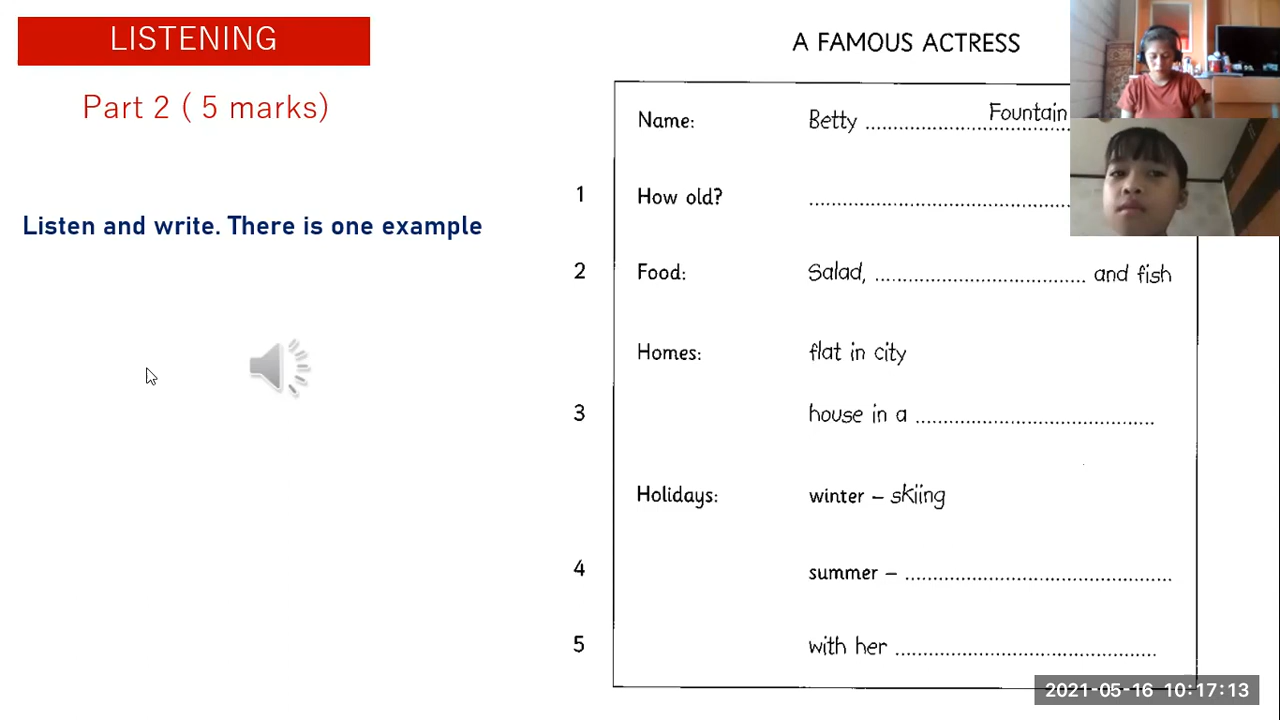 LISTENING
Part 2 ( 5 marks)
Listen and write. There is one example
A FAMOUS ACTRESS
Name: Betty ........................ Fountain
1 How old? ........................
2 Food: Salad, ........................ and fish
Homes: flat in city
3 house in a ........................
Holidays: winter – skiing
4 summer – ........................
5 with her ........................
2021-05-16 10:17:13